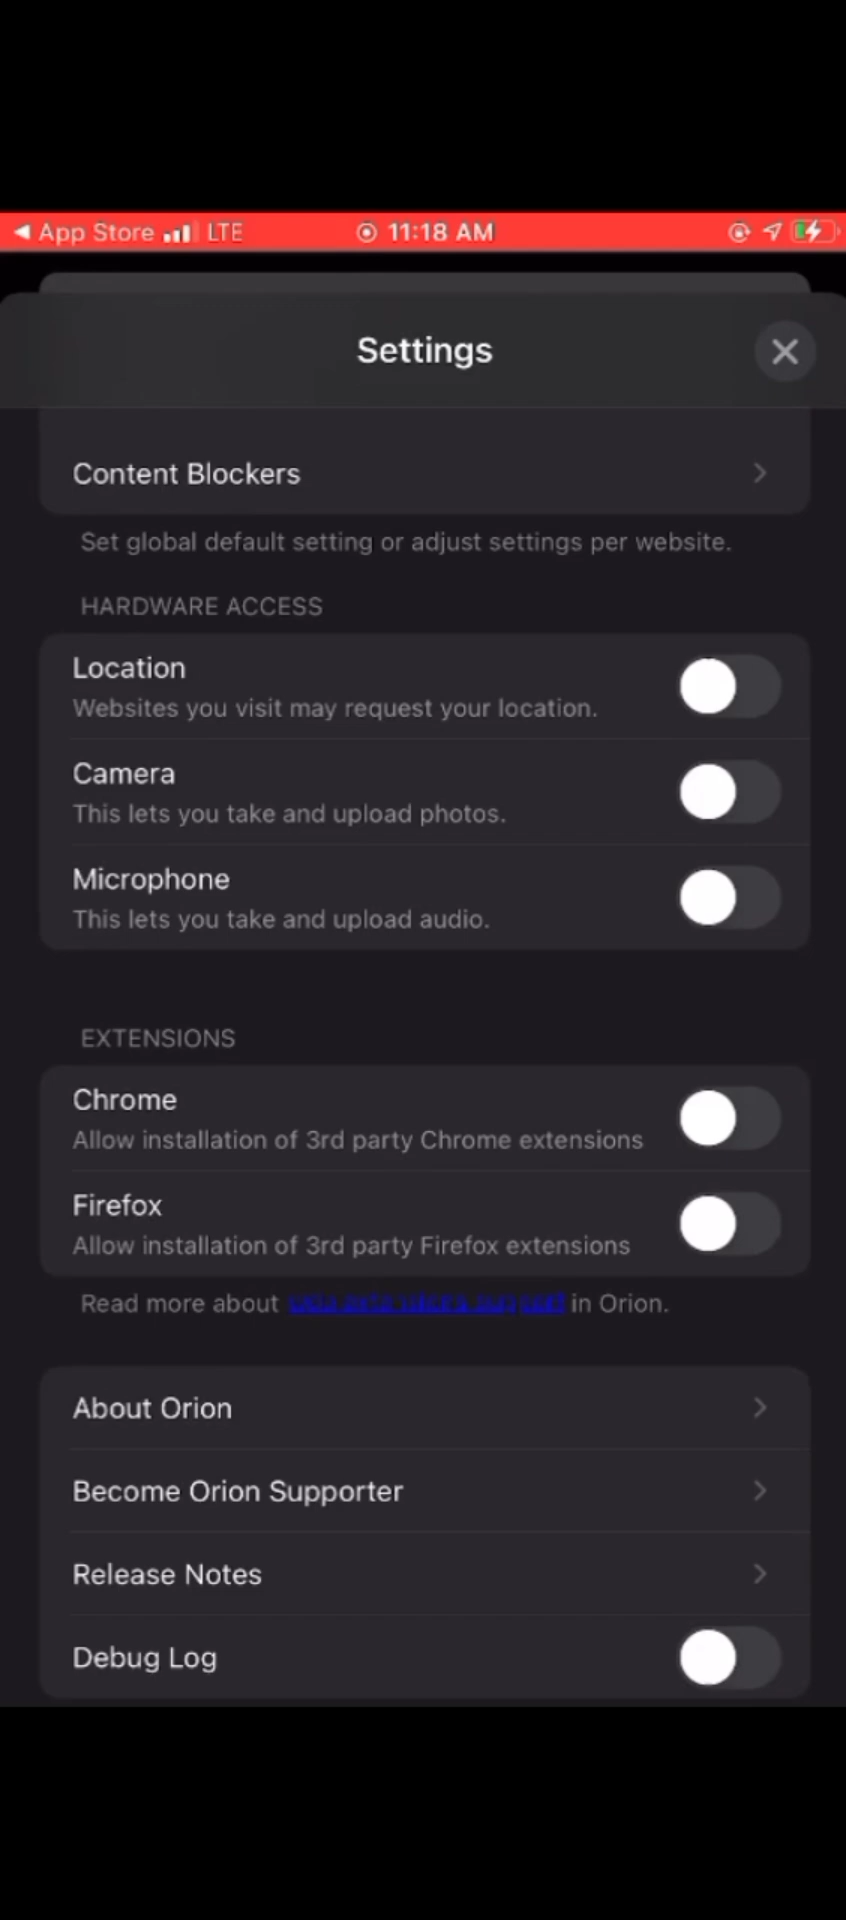 App Store LTE 11:18 AM
Settings
Content Blockers
Set global default setting or adjust settings per website.
HARDWARE ACCESS
Location
Websites you visit may request your location.
Camera
This lets you take and upload photos.
Microphone
This lets you take and upload audio.
EXTENSIONS
Chrome
Allow installation of 3rd party Chrome extensions
Firefox
Allow installation of 3rd party Firefox extensions
Read more about extensions support in Orion.
About Orion
Become Orion Supporter
Release Notes
Debug Log